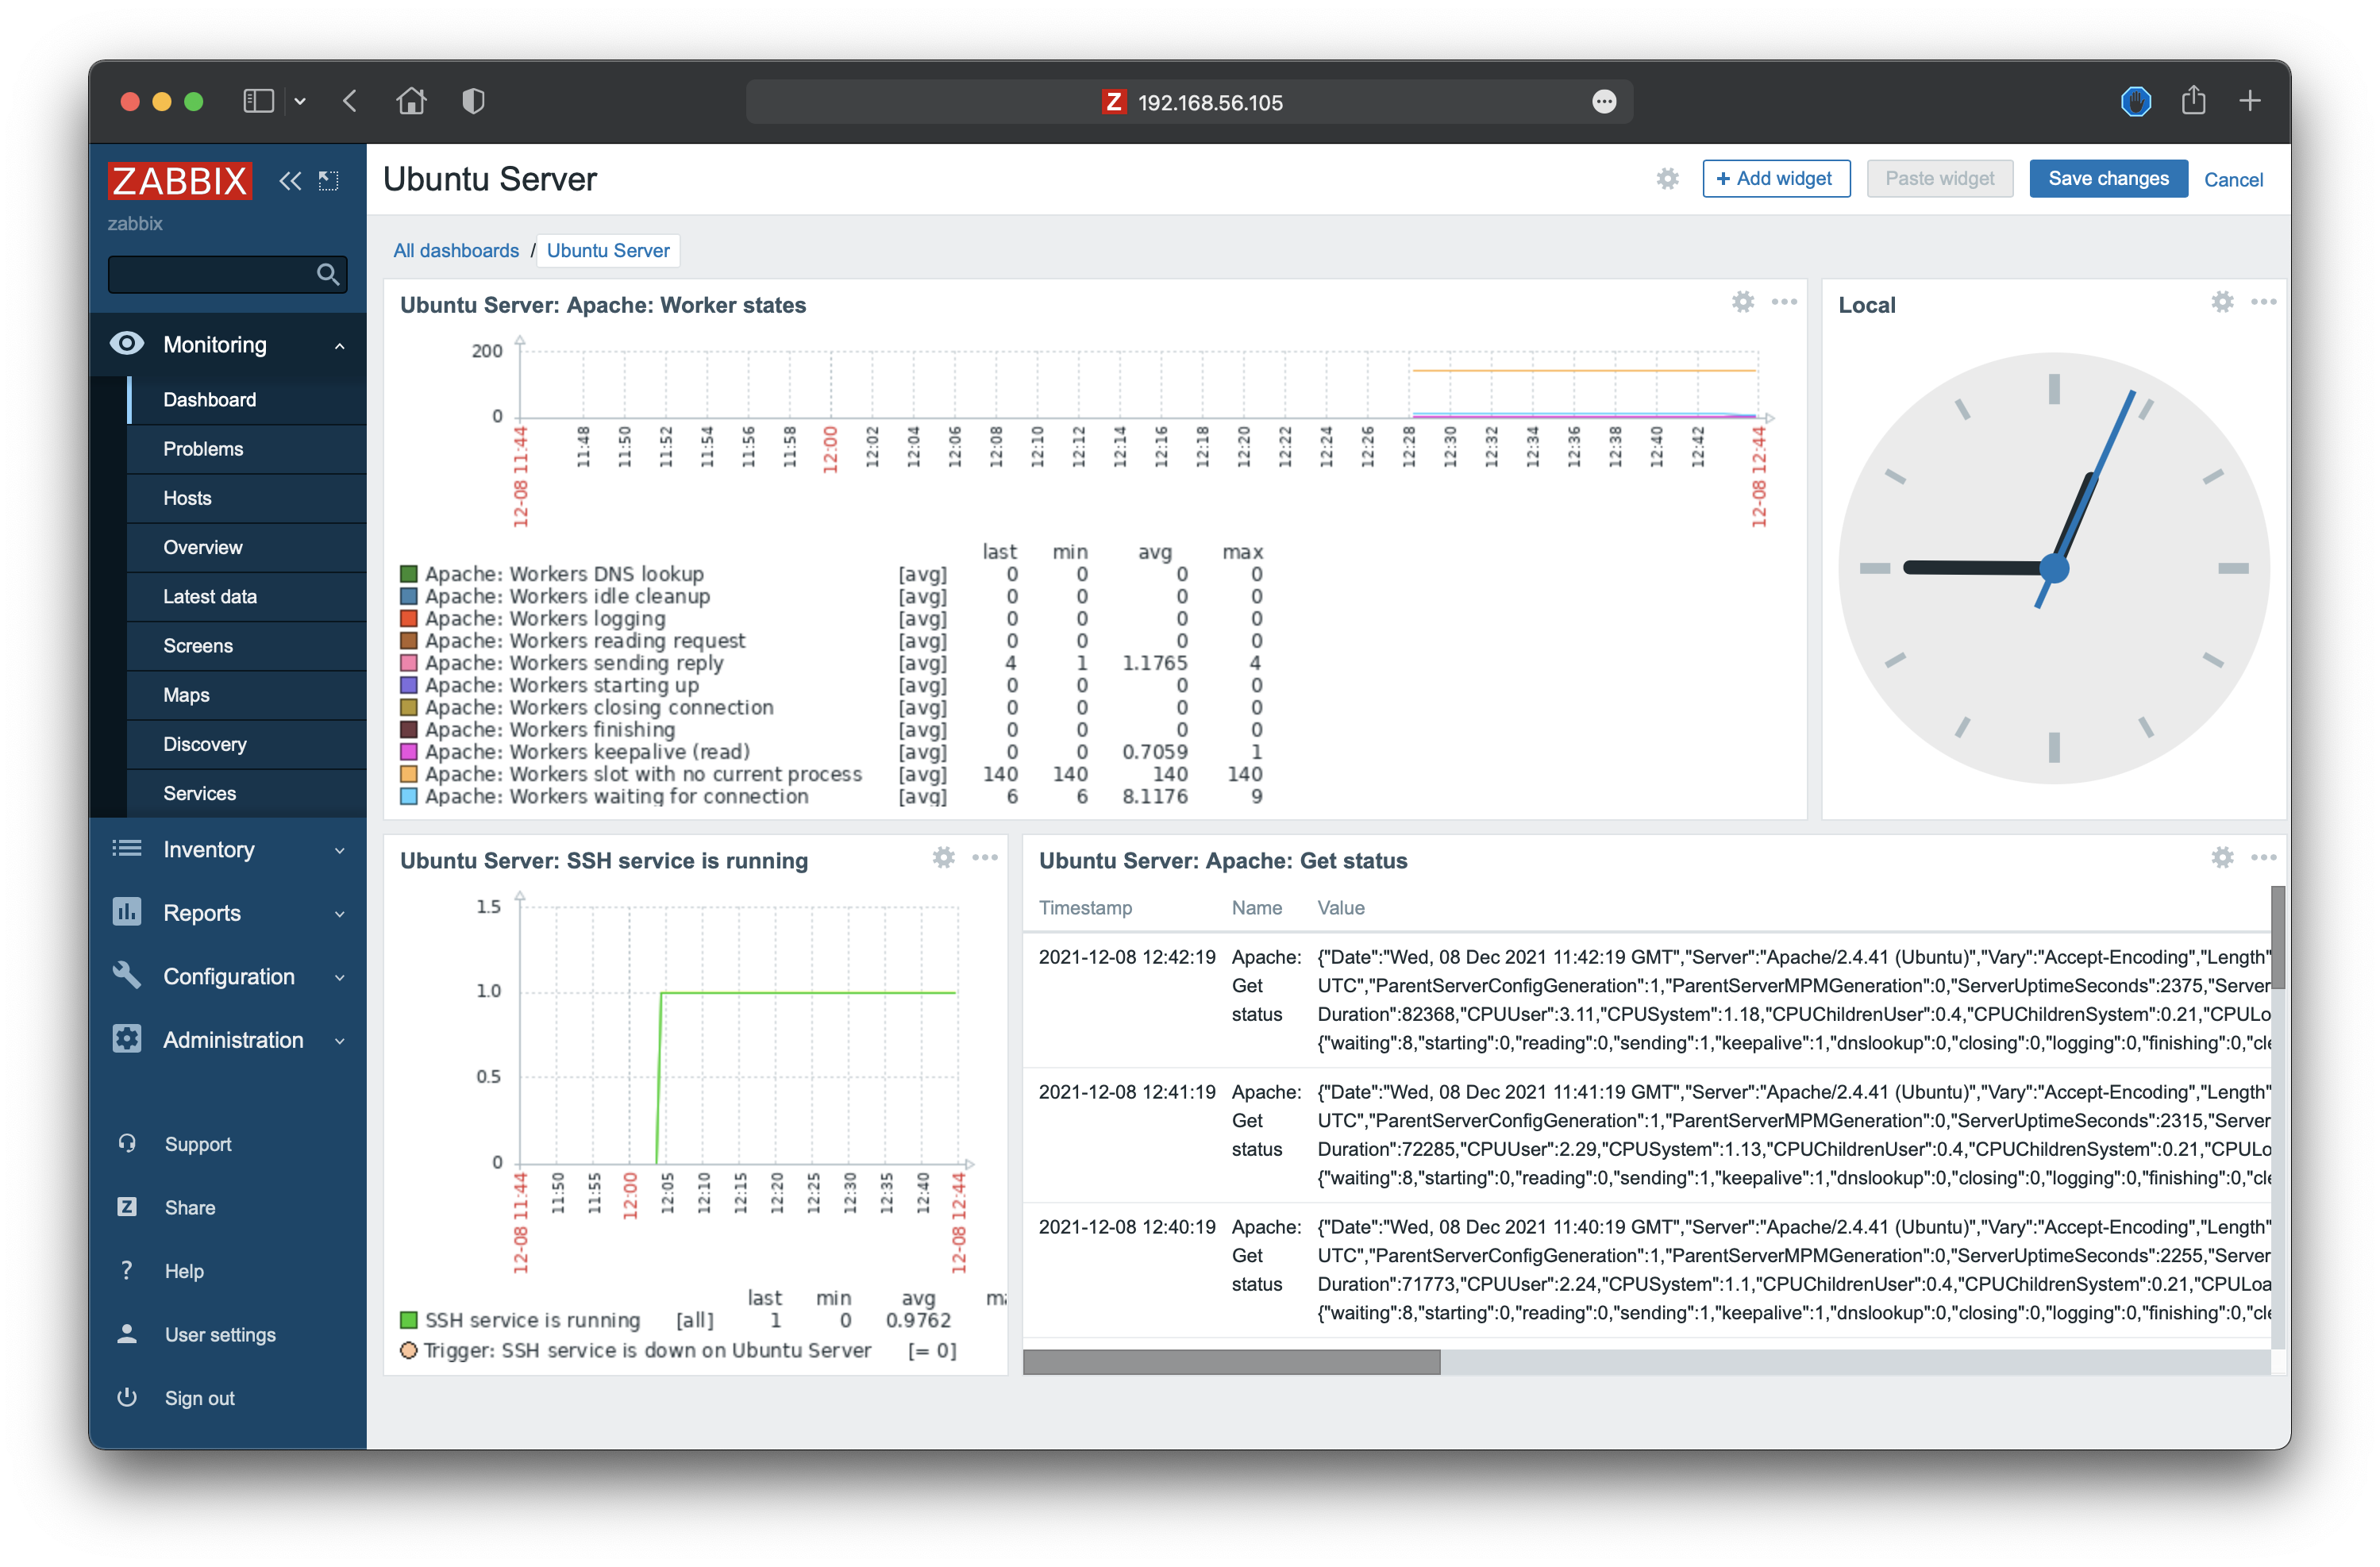 Z 192.168.56.105
ZABBIX
zabbix
Monitoring
Dashboard
Problems
Hosts
Overview
Latest data
Screens
Maps
Discovery
Services
Inventory
Reports
Configuration
Administration
Support
Z Share
? Help
User settings
Sign out
Ubuntu Server
+ Add widget
Paste widget
Save changes
Cancel
All dashboards / Ubuntu Server
Ubuntu Server: Apache: Worker states
200
0
12-08 11:44 11:48 11:50 11:52 11:54 11:56 11:58 12:00 12:02 12:04 12:06 12:08 12:10 12:12 12:14 12:16 12:18 12:20 12:22 12:24 12:26 12:28 12:30 12:32 12:34 12:36 12:38 12:40 12:42 12-08 12:44
last min avg max
Apache: Workers DNS lookup [avg] 0 0 0 0
Apache: Workers idle cleanup [avg] 0 0 0 0
Apache: Workers logging [avg] 0 0 0 0
Apache: Workers reading request [avg] 0 0 0 0
Apache: Workers sending reply [avg] 4 1 1.1765 4
Apache: Workers starting up [avg] 0 0 0 0
Apache: Workers closing connection [avg] 0 0 0 0
Apache: Workers finishing [avg] 0 0 0 0
Apache: Workers keepalive (read) [avg] 0 0 0.7059 1
Apache: Workers slot with no current process [avg] 140 140 140 140
Apache: Workers waiting for connection [avg] 6 6 8.1176 9
Local
Ubuntu Server: SSH service is running
1.5
1.0
0.5
0
12-08 11:44 11:50 11:55 12:00 12:05 12:10 12:15 12:20 12:25 12:30 12:35 12:40 12-08 12:44
last min avg
SSH service is running [all] 1 0 0.9762
Trigger: SSH service is down on Ubuntu Server [= 0]
Ubuntu Server: Apache: Get status
Timestamp Name Value
2021-12-08 12:42:19 Apache: {"Date":"Wed, 08 Dec 2021 11:42:19 GMT","Server":"Apache/2.4.41 (Ubuntu)","Vary":"Accept-Encoding","Length"
Get UTC","ParentServerConfigGeneration":1,"ParentServerMPMGeneration":0,"ServerUptimeSeconds":2375,"Server
status Duration":82368,"CPUUser":3.11,"CPUSystem":1.18,"CPUChildrenUser":0.4,"CPUChildrenSystem":0.21,"CPULo
{"waiting":8,"starting":0,"reading":0,"sending":1,"keepalive":1,"dnslookup":0,"closing":0,"logging":0,"finishing":0,"cle
2021-12-08 12:41:19 Apache: {"Date":"Wed, 08 Dec 2021 11:41:19 GMT","Server":"Apache/2.4.41 (Ubuntu)","Vary":"Accept-Encoding","Length"
Get UTC","ParentServerConfigGeneration":1,"ParentServerMPMGeneration":0,"ServerUptimeSeconds":2315,"Server
status Duration":72285,"CPUUser":2.29,"CPUSystem":1.13,"CPUChildrenUser":0.4,"CPUChildrenSystem":0.21,"CPULo
{"waiting":8,"starting":0,"reading":0,"sending":1,"keepalive":1,"dnslookup":0,"closing":0,"logging":0,"finishing":0,"cle
2021-12-08 12:40:19 Apache: {"Date":"Wed, 08 Dec 2021 11:40:19 GMT","Server":"Apache/2.4.41 (Ubuntu)","Vary":"Accept-Encoding","Length"
Get UTC","ParentServerConfigGeneration":1,"ParentServerMPMGeneration":0,"ServerUptimeSeconds":2255,"Server
status Duration":71773,"CPUUser":2.24,"CPUSystem":1.1,"CPUChildrenUser":0.4,"CPUChildrenSystem":0.21,"CPULoa
{"waiting":8,"starting":0,"reading":0,"sending":1,"keepalive":1,"dnslookup":0,"closing":0,"logging":0,"finishing":0,"cle